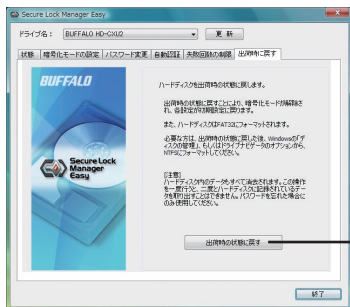 Secure Lock Manager Easy
ドライブ名： BUFFALO HD-CXU2 更 新
状態 暗号化モードの設定 パスワード変更 自動認証 失敗回数の制限 出荷時に戻す
BUFFALO
Secure Lock
Manager
Easy
ハードディスクを出荷時の状態に戻します。
出荷時の状態に戻すことにより、暗号化モードが解除さ
れ、各設定が初期設定に戻ります。
また、ハードディスクはFAT32にフォーマットされます。
必要な方は、出荷時の状態に戻した後、Windowsの「デ
ィスクの管理」、もしくはドライブナビゲータのオプションから、
NTFSにフォーマットしてください。
[注意]
ハードディスク内のデータもすべて消去されます。この操作
を一度行うと、二度とハードディスクに記録されているデー
タを取り出すことはできません。パスワードを忘れた場合に
のみ使用してください。
出荷時の状態に戻す
終了